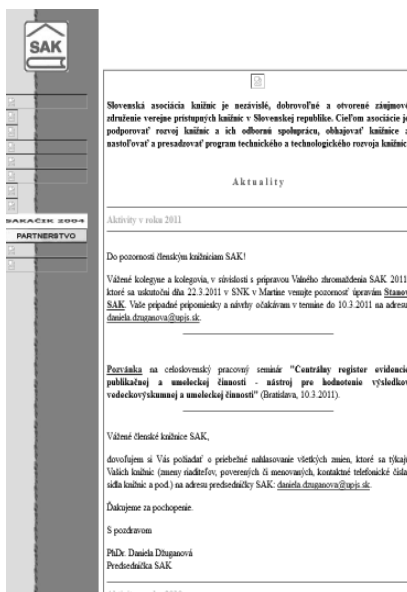 SAK
Slovenská asociácia knižníc je nezávislé, dobrovoľné a otvorené záujmové
združenie verejne prístupných knižníc v Slovenskej republike. Cieľom asociácie je
podporovať rozvoj knižníc a ich odbornú spoluprácu, obhajovať knižnice a
nastoľovať a presadzovať program technického a technologického rozvoja knižníc
Aktuality
SAKAČIK 2004
PARTNERSTVO
Aktivity v roku 2011
Do pozornosti členským knižniciam SAK!
Vážené kolegyne a kolegovia, v súvislosti s prípravou Valného zhromaždenia SAK 2011,
ktoré sa uskutoční dňa 22.3.2011 v SNK v Martine venujte pozornosť úpravám Stanov
SAK. Vaše prípadné pripomienky a návrhy očakávam v termíne do 10.3.2011 na adresu
daniela.dzuganova@upjs.sk.
Pozvánka na celoslovenský pracovný seminár "Centrálny register evidencie
publikačnej a umeleckej činnosti - nástroj pre hodnotenie výsledkov
vedeckovýskumnej a umeleckej činnosti" (Bratislava, 10.3.2011).
Vážené členské knižnice SAK,
dovoľujem si Vás požiadať o priebežné nahlasovanie všetkých zmien, ktoré sa týkajú
Vašich knižníc (zmeny riaditeľov, poverených či menovaných, kontaktné telefonické čísla,
sídla knižníc a pod.) na adresu predsedníčky SAK: daniela.dzuganova@upjs.sk.
Ďakujeme za pochopenie.
S pozdravom
PhDr. Daniela Džuganová
Predsedníčka SAK